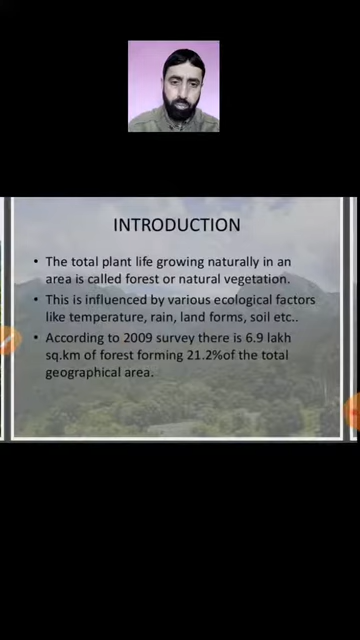 INTRODUCTION
• The total plant life growing naturally in an
area is called forest or natural vegetation.
• This is influenced by various ecological factors
like temperature, rain, land forms, soil etc..
• According to 2009 survey there is 6.9 lakh
sq.km of forest forming 21.2%of the total
geographical area.